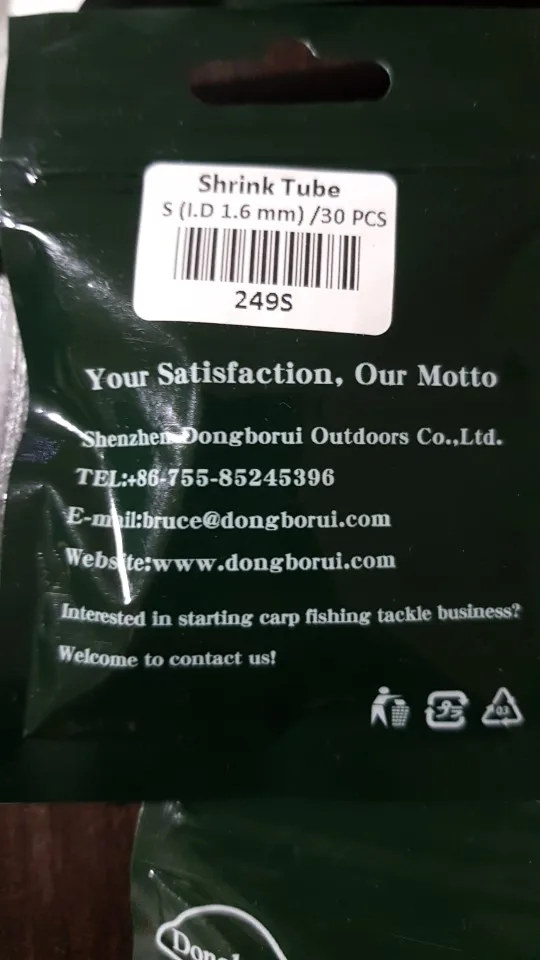 Shrink Tube
S (I.D 1.6 mm) /30 PCS
249S
Your Satisfaction, Our Motto
Shenzhen Dongborui Outdoors Co.,Ltd.
TEL:+86-755-85245396
E-mail:bruce@dongborui.com
Website:www.dongborui.com
Interested in starting carp fishing tackle business?
Welcome to contact us!
03